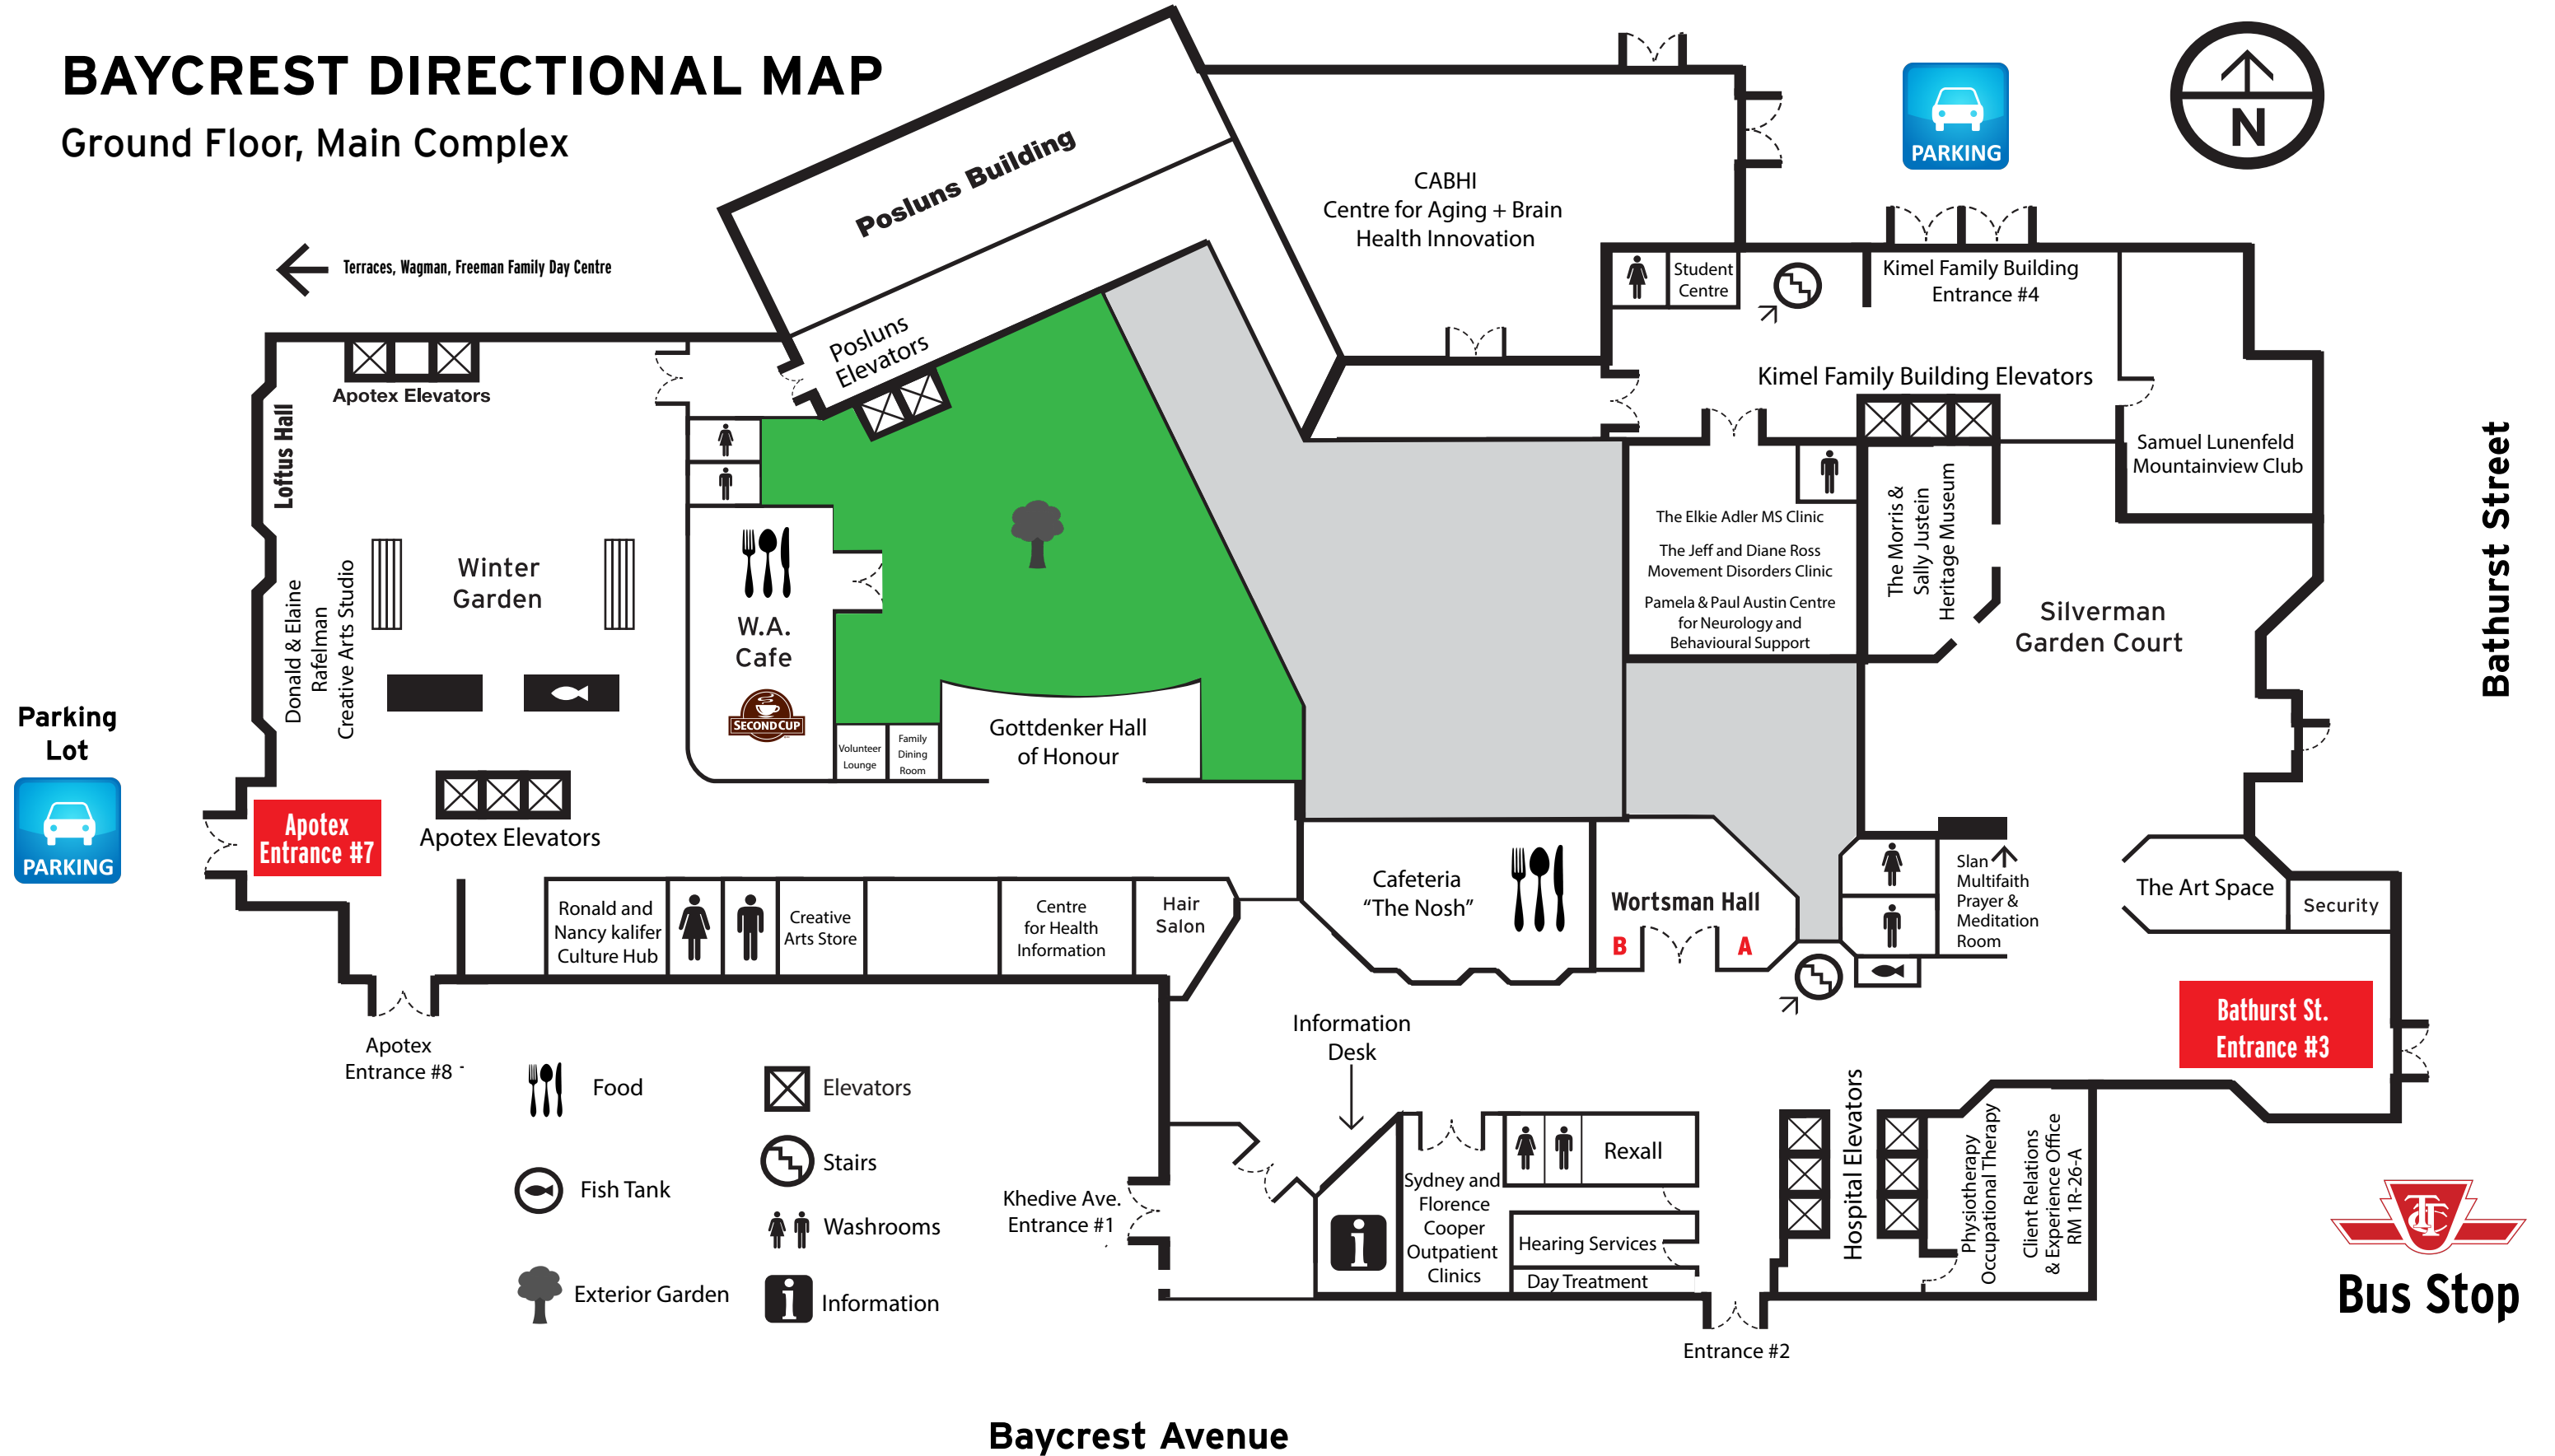 BAYCREST DIRECTIONAL MAP
Ground Floor, Main Complex
Terraces, Wagman, Freeman Family Day Centre
Posluns Building
Posluns
Elevators
CABHI
Centre for Aging + Brain
Health Innovation
PARKING
N
Student
Centre
Kimel Family Building
Entrance #4
Kimel Family Building Elevators
Samuel Lunenfeld
Mountainview Club
Bathurst Street
Apotex Elevators
Loftus Hall
Donald & Elaine
Rafelman
Creative Arts Studio
Winter
Garden
W.A.
Cafe
SECOND CUP
Volunteer
Lounge
Family
Dining
Room
Gottdenker Hall
of Honour
The Elkie Adler MS Clinic
The Jeff and Diane Ross
Movement Disorders Clinic
Pamela & Paul Austin Centre
for Neurology and
Behavioural Support
The Morris &
Sally Justein
Heritage Museum
Silverman
Garden Court
Parking
Lot
PARKING
Apotex
Entrance #7
Apotex Elevators
Ronald and
Nancy kalifer
Culture Hub
Creative
Arts Store
Centre
for Health
Information
Hair
Salon
Cafeteria
“The Nosh”
Wortsman Hall
B
A
Slan
Multifaith
Prayer &
Meditation
Room
The Art Space
Security
Bathurst St.
Entrance #3
Apotex
Entrance #8 -
Information
Desk
Food
Fish Tank
Exterior Garden
Elevators
Stairs
Washrooms
i Information
Khedive Ave.
Entrance #1
i
Sydney and
Florence
Cooper
Outpatient
Clinics
Rexall
Hearing Services
Day Treatment
Hospital Elevators
Physiotherapy
Occupational Therapy
Client Relations
& Experience Office
RM 1R-26-A
Entrance #2
TTC
Bus Stop
Baycrest Avenue